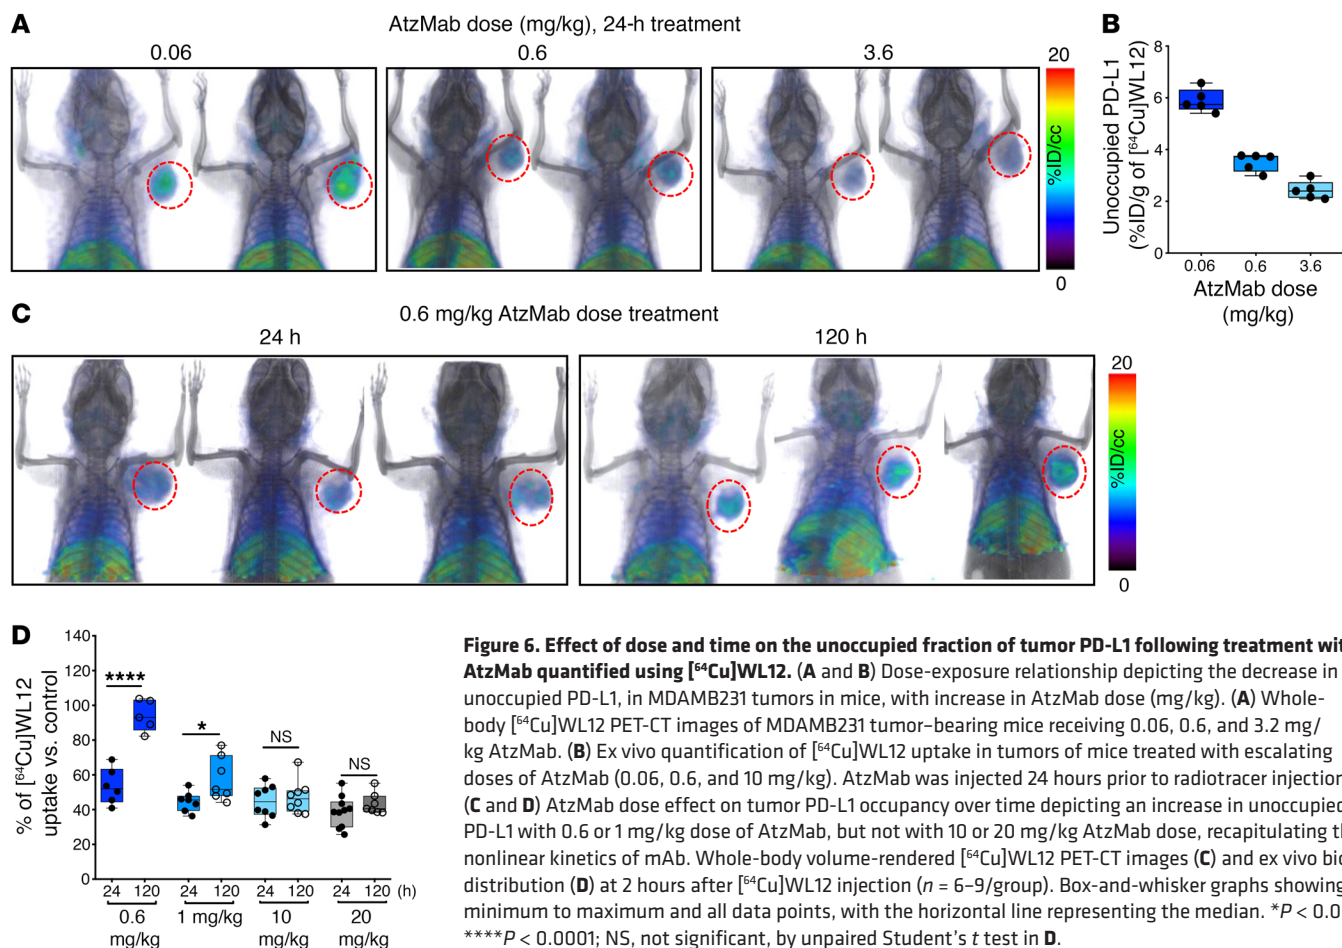 A
AtzMab dose (mg/kg), 24-h treatment
0.06
0.6
3.6
20
%ID/cc
0
B
Unoccupied PD-L1
(%ID/g of [⁶⁴Cu]WL12)
8
6
4
2
0
0.06
0.6
3.6
AtzMab dose
(mg/kg)
C
0.6 mg/kg AtzMab dose treatment
24 h
120 h
20
%ID/cc
0
D
% of [⁶⁴Cu]WL12
uptake vs. control
140
120
100
80
60
40
20
0
****
*
NS
NS
24 120 24 120 24 120 24 120 (h)
0.6
mg/kg
1 mg/kg
10
mg/kg
20
mg/kg
Figure 6. Effect of dose and time on the unoccupied fraction of tumor PD-L1 following treatment
AtzMab quantified using [⁶⁴Cu]WL12. (A and B) Dose-exposure relationship depicting the decrease in
unoccupied PD-L1, in MDAMB231 tumors in mice, with increase in AtzMab dose (mg/kg). (A) Whole-
body [⁶⁴Cu]WL12 PET-CT images of MDAMB231 tumor–bearing mice receiving 0.06, 0.6, and 3.2 mg/
kg AtzMab. (B) Ex vivo quantification of [⁶⁴Cu]WL12 uptake in tumors of mice treated with escalating
doses of AtzMab (0.06, 0.6, and 10 mg/kg). AtzMab was injected 24 hours prior to radiotracer injection
(C and D) AtzMab dose effect on tumor PD-L1 occupancy over time depicting an increase in unoccupied
PD-L1 with 0.6 or 1 mg/kg dose of AtzMab, but not with 10 or 20 mg/kg AtzMab dose, recapitulating
nonlinear kinetics of mAb. Whole-body volume-rendered [⁶⁴Cu]WL12 PET-CT images (C) and ex vivo
distribution (D) at 2 hours after [⁶⁴Cu]WL12 injection (n = 6–9/group). Box-and-whisker graphs showing
minimum to maximum and all data points, with the horizontal line representing the median. *P < 0.0
****P < 0.0001; NS, not significant, by unpaired Student's t test in D.